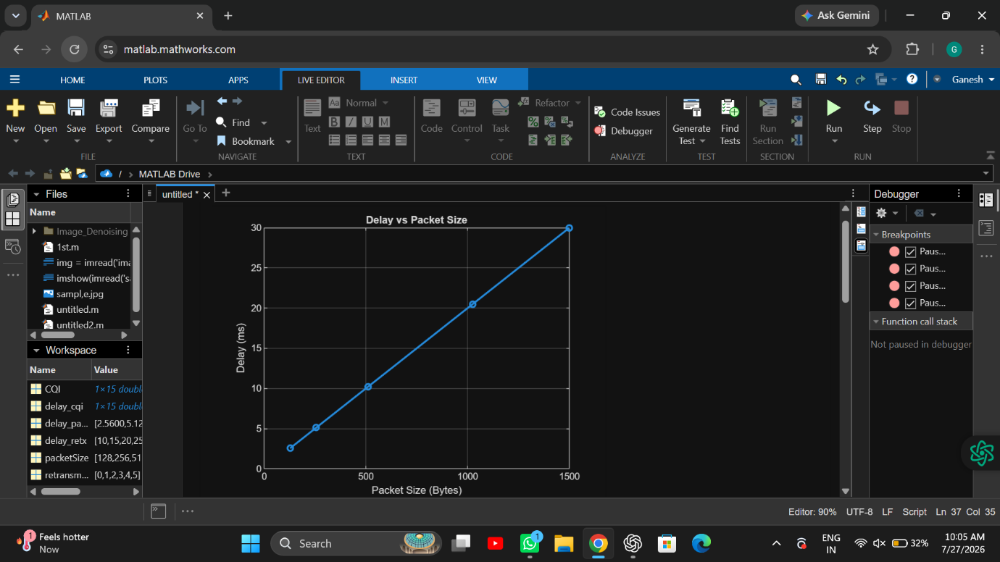 MATLAB
Ask Gemini
matlab.mathworks.com
G
HOME
PLOTS
APPS
LIVE EDITOR
INSERT
VIEW
Ganesh
New
Open
Save
Export
Compare
FILE
Go To
Find
Bookmark
NAVIGATE
Text
Aa Normal
B I U M
TEXT
Code
Control
Task
Refactor
CODE
Code Issues
Debugger
ANALYZE
Generate
Test
Find
Tests
TEST
Run
Section
SECTION
Run
Step
Stop
RUN
/ > MATLAB Drive >
Files
Name
Image_Denoising
1st.m
img = imread('ima
imshow(imread('sa
sampl,e.jpg
untitled.m
untitled2.m
Workspace
Name Value
CQI 1×15 doubl
delay_cqi 1×15 doubl
delay_pa... [2.5600,5.12
delay_retx [10,15,20,25
packetSize [128,256,51
retransm... [0,1,2,3,4,5]
untitled *
Delay vs Packet Size
30
25
20
15
10
5
0
Delay (ms)
0 500 1000 1500
Packet Size (Bytes)
Debugger
Breakpoints
Paus...
Paus...
Paus...
Paus...
Function call stack
Not paused in debugger
Editor: 90% UTF-8 LF Script Ln 37 Col 35
1
Feels hotter
Now
Search
1
ENG
IN
32%
10:05 AM
7/27/2026